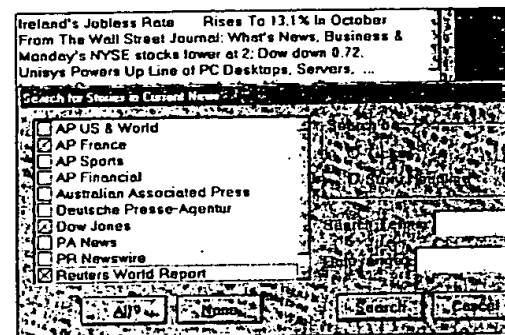 Ireland's Jobless Rate Rises To 13.1% In October
From The Wall Street Journal: What's News, Business &
Monday's NYSE stocks lower at 2; Dow down 0.72.
Unisys Powers Up Line of PC Desktops, Servers, ...
Search for Stories in Current News
AP US & World
AP France
AP Sports
AP Financial
Australian Associated Press
Deutsche Presse-Agentur
Dow Jones
PA News
PR Newswire
Reuters World Report
None
Search
Cancel